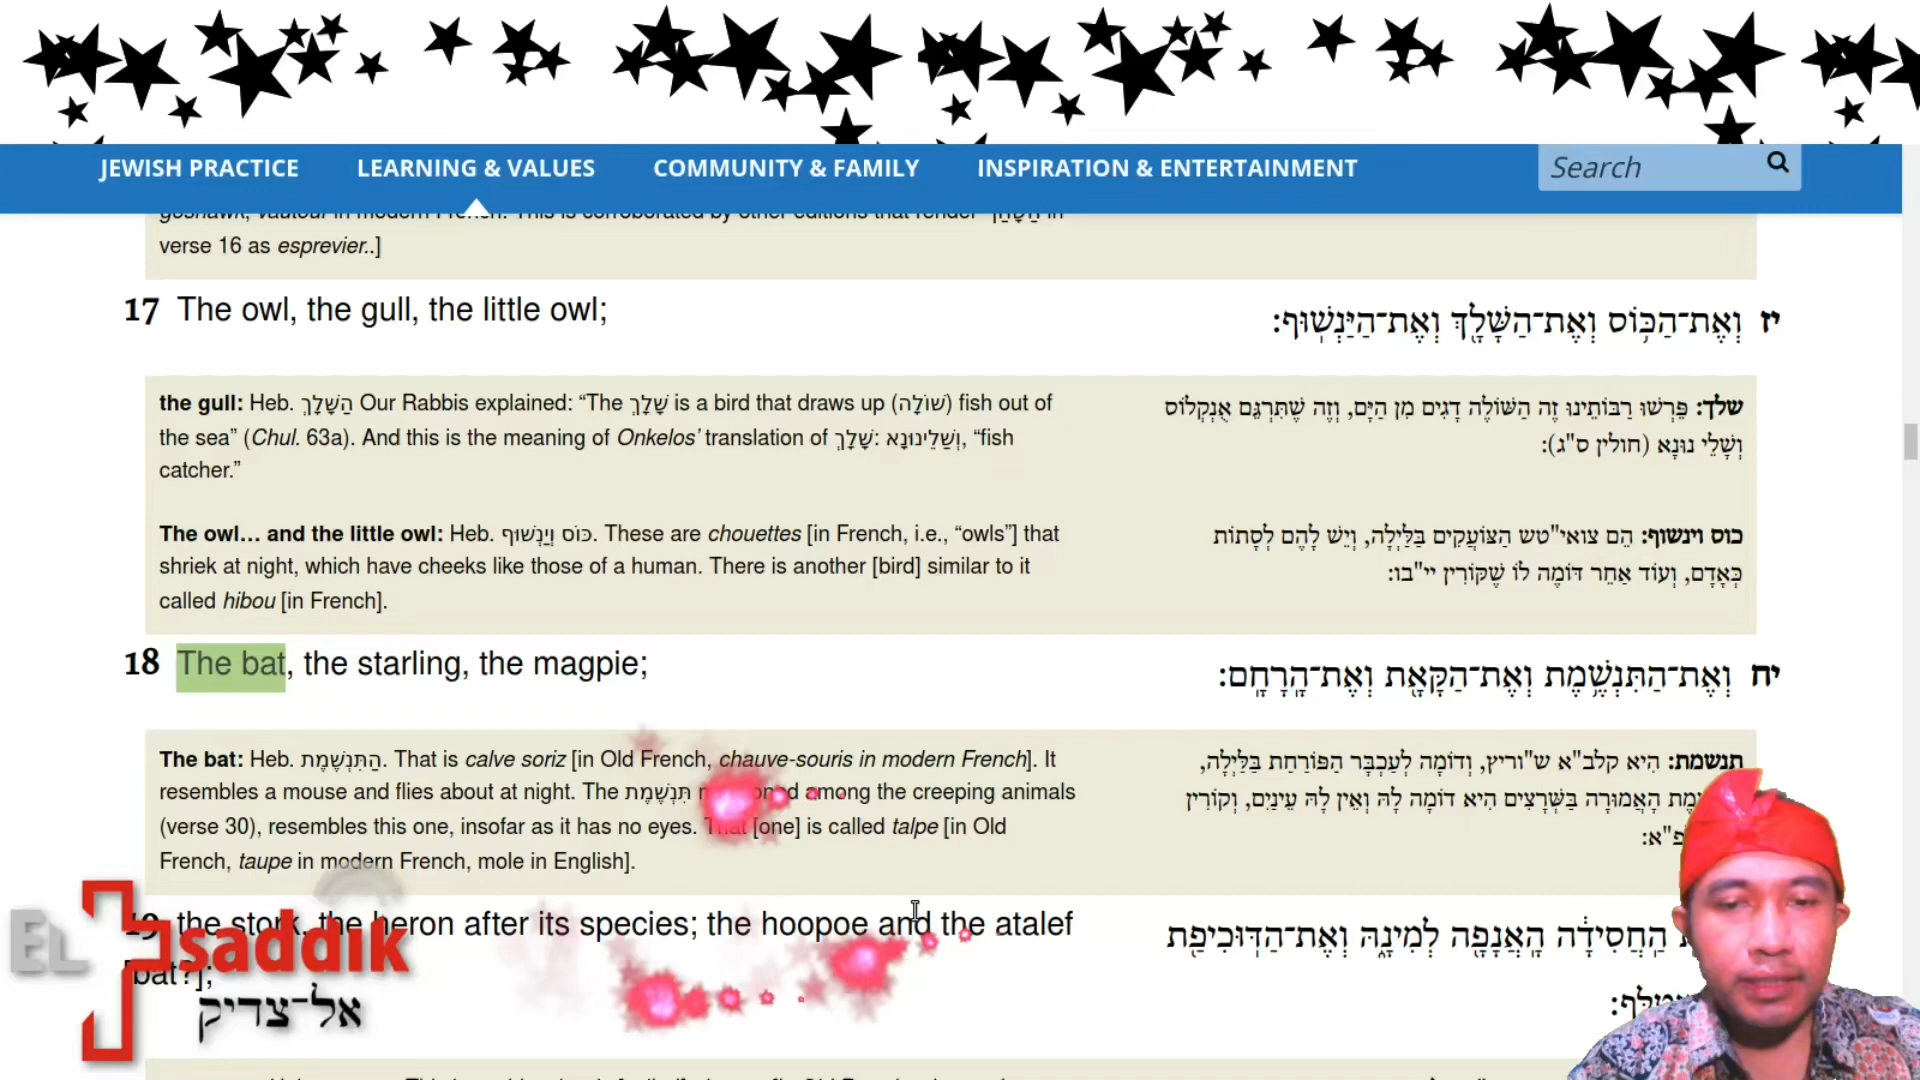 JEWISH PRACTICE LEARNING & VALUES COMMUNITY & FAMILY INSPIRATION & ENTERTAINMENT Search
verse 16 as esprevier..]
17 The owl, the gull, the little owl;
יז וְאֶת־הַכּ֥וֹס וְאֶת־הַשָּׁלָ֖ךְ וְאֶת־הַיַּנְשֽׁוּף:
the gull: Heb. הַשָּׁלָךְ Our Rabbis explained: “The שָׁלָךְ is a bird that draws up (שׁוֹלָה) fish out of
the sea” (Chul. 63a). And this is the meaning of Onkelos’ translation of שָׁלָךְ: וְשַׁלֵינוּנָא, “fish
catcher.”
שלך: פֵּרְשׁוּ רַבּוֹתֵינוּ זֶה הַשּׁוֹלֶה דָגִים מִן הַיָּם, וְזֶה שֶׁתִּרְגֵּם אֻנְקְלוֹס
וְשָׁלֵי נוּנָא (חולין ס"ג):
The owl… and the little owl: Heb. כּוֹס וְיַנְשׁוּף. These are chouettes [in French, i.e., “owls”] that
shriek at night, which have cheeks like those of a human. There is another [bird] similar to it
called hibou [in French].
כוס וינשוף: הֵם צואי"טש הַצּוֹעֲקִים בַּלַּיְלָה, וְיֵשׁ לָהֶם לְסָתוֹת
כְּאָדָם, וְעוֹד אַחֵר דּוֹמֶה לוֹ שֶׁקּוֹרִין יי"בו:
18 The bat, the starling, the magpie;
יח וְאֶת־הַתִּנְשֶׁ֥מֶת וְאֶת־הַקָּאָ֖ת וְאֶת־הָֽרָחָֽם:
The bat: Heb. הַתִּנְשֶׁמֶת. That is calve soriz [in Old French, chauve-souris in modern French]. It
resembles a mouse and flies about at night. The תִּנְשֶׁמֶת among the creeping animals
(verse 30), resembles this one, insofar as it has no eyes. That [one] is called talpe [in Old
French, taupe in modern French, mole in English].
תנשמת: הִיא קלב"א ש"וריץ, וְדוֹמָה לְעַכְבָּר הַפּוֹרַחַת בַּלַּיְלָה,
הָאֲמוּרָה בַּשְּׁרָצִים הִיא דוֹמָה לָהּ וְאֵין לָהּ עֵינַיִם, וְקוֹרִין
19 the stork, the heron after its species; the hoopoe and the atalef
[bat?];
הַֽחֲסִידָ֔ה הָֽאֲנָפָ֖ה לְמִינָ֑הּ וְאֶת־הַדּֽוּכִיפַ֖ת
EL saddik
אל־צדיק